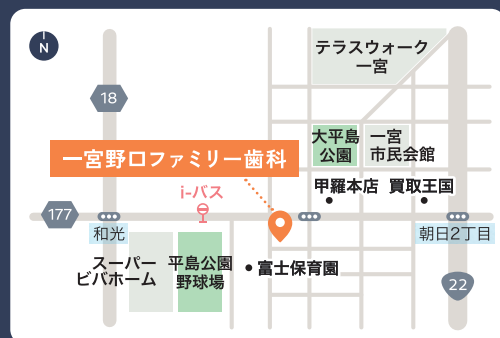 N
テラスウォーク
一宮
18
大平島
公園
一宮
市民会館
一宮野口ファミリー歯科
i-バス
甲羅本店
買取王国
177
和光
朝日2丁目
スーパー
ビバホーム
平島公園
野球場
富士保育園
22